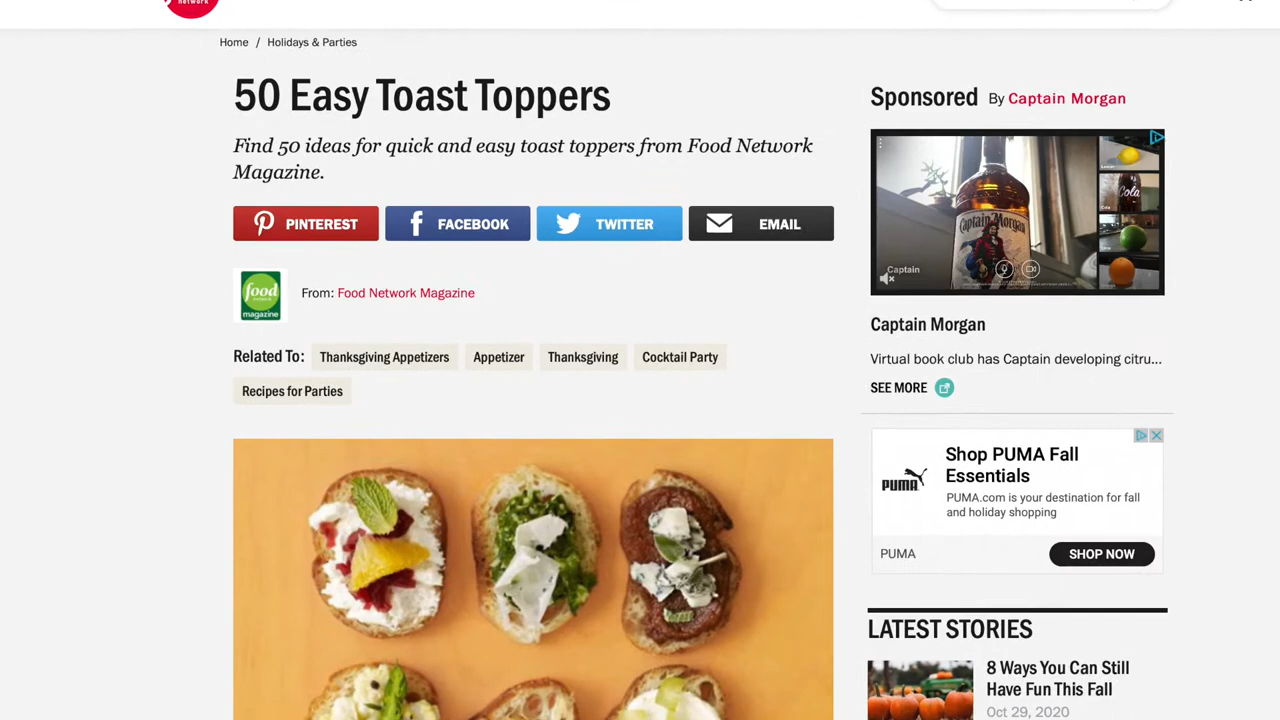 network
Home / Holidays & Parties
50 Easy Toast Toppers
Find 50 ideas for quick and easy toast toppers from Food Network
Magazine.
PINTEREST
FACEBOOK
TWITTER
EMAIL
food
network
magazine
From: Food Network Magazine
Related To: Thanksgiving Appetizers Appetizer Thanksgiving Cocktail Party
Recipes for Parties
Sponsored By Captain Morgan
Captain Morgan
Captain
Cola
Captain Morgan
Virtual book club has Captain developing citru...
SEE MORE
Shop PUMA Fall
Essentials
PUMA
PUMA.com is your destination for fall
and holiday shopping
PUMA
SHOP NOW
LATEST STORIES
8 Ways You Can Still
Have Fun This Fall
Oct 29, 2020